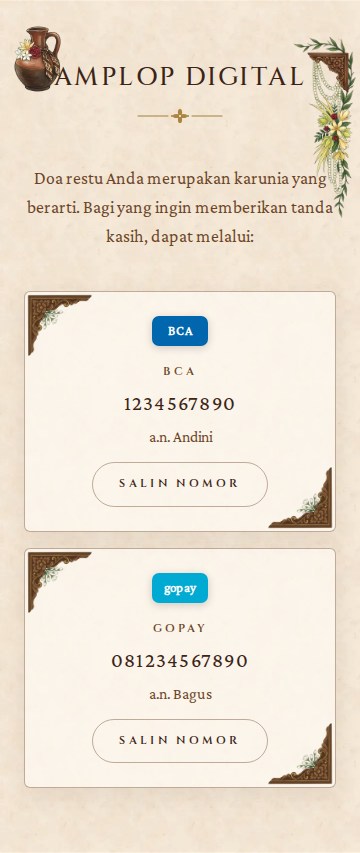 AMPLOP DIGITAL
Doa restu Anda merupakan karunia yang
berarti. Bagi yang ingin memberikan tanda
kasih, dapat melalui:
BCA
BCA
1234567890
a.n. Andini
SALIN NOMOR
gopay
GOPAY
081234567890
a.n. Bagus
SALIN NOMOR